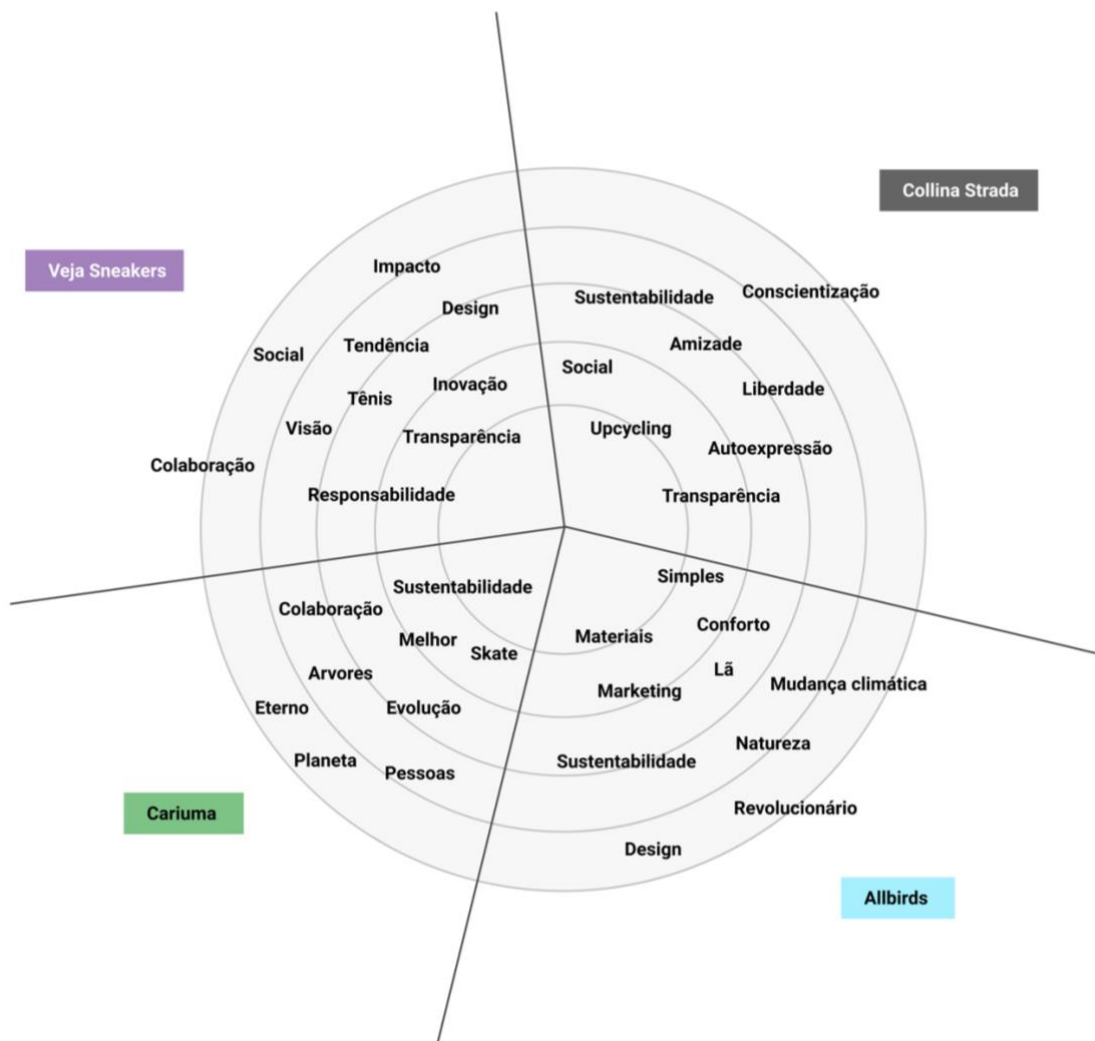 Collina Strada
Veja Sneakers
Impacto
Design
Tendência
Social
Inovação
Tênis
Visão
Transparência
Colaboração
Responsabilidade
Conscientização
Sustentabilidade
Amizade
Social
Liberdade
Upcycling
Autoexpressão
Transparência
Sustentabilidade
Colaboração
Melhor
Skate
Arvores
Eterno
Evolução
Planeta
Pessoas
Cariuma
Simples
Conforto
Materiais
Lã
Mudança climática
Marketing
Natureza
Sustentabilidade
Revolucionário
Design
Allbirds